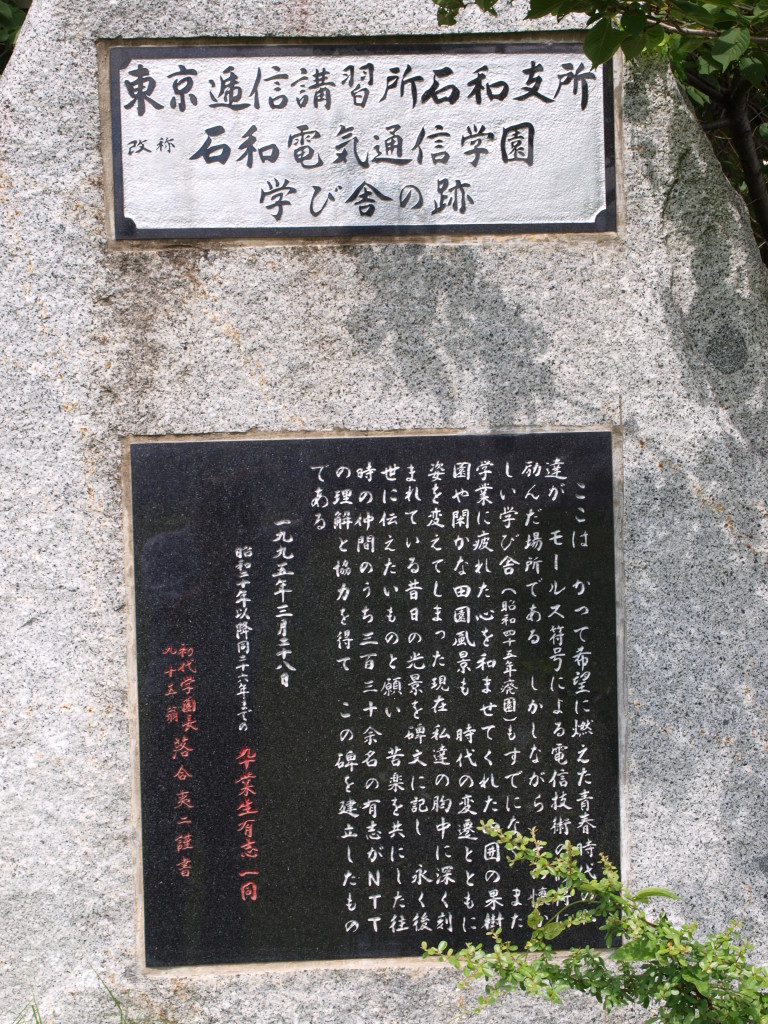 東京逓信講習所石和支所
改称 石和電気通信学園
学び舎の跡
ここは かつて希望に燃えた青春時代の
達が モールス符号による電信技術の
励んだ場所である しかしながら
しい学び舎(昭和四十五年廃園)もすでにな また
学業に疲れた心を和ませてくれた 囲の果樹
園や閑かな田園風景も 時代の変遷とともに
姿を変えてしまった現在 私達の胸中に深く刻
まれている昔日の光景を碑文に記し 永く後
世に伝えたいものと願い 苦楽を共にした往
時の仲間のうち三百三十余名の有志がNTT
の理解と協力を得て この碑を建立したもの
である
一九九五年三月二十八日
昭和二十年以降同二十六年までの 卒業生有志一同
初代学園長 落合英二謹書
九十五翁